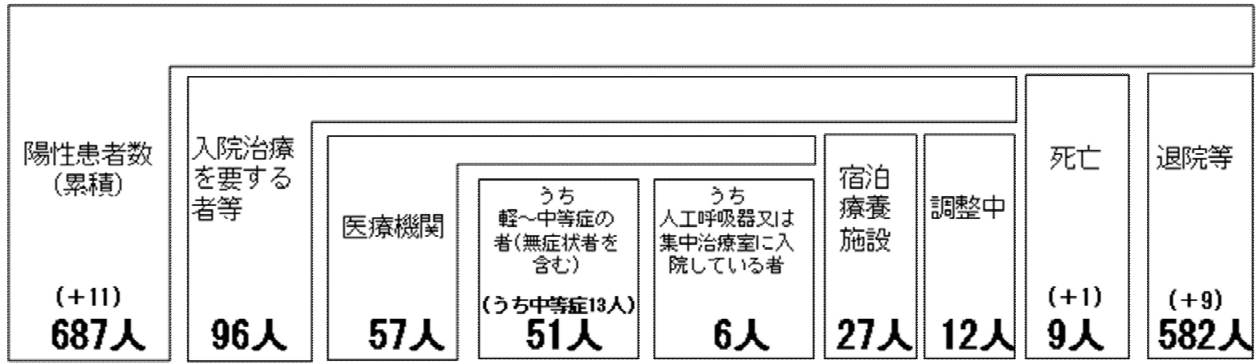 陽性患者数
(累積)
(+11)
687人
入院治療
を要する
者等
96人
医療機関
57人
うち
軽～中等症の
者(無症状者を
含む)
(うち中等症13人)
51人
うち
人工呼吸器又は
集中治療室に入
院している者
6人
宿泊
療養
施設
27人
調整中
12人
死亡
(+1)
9人
退院等
(+9)
582人